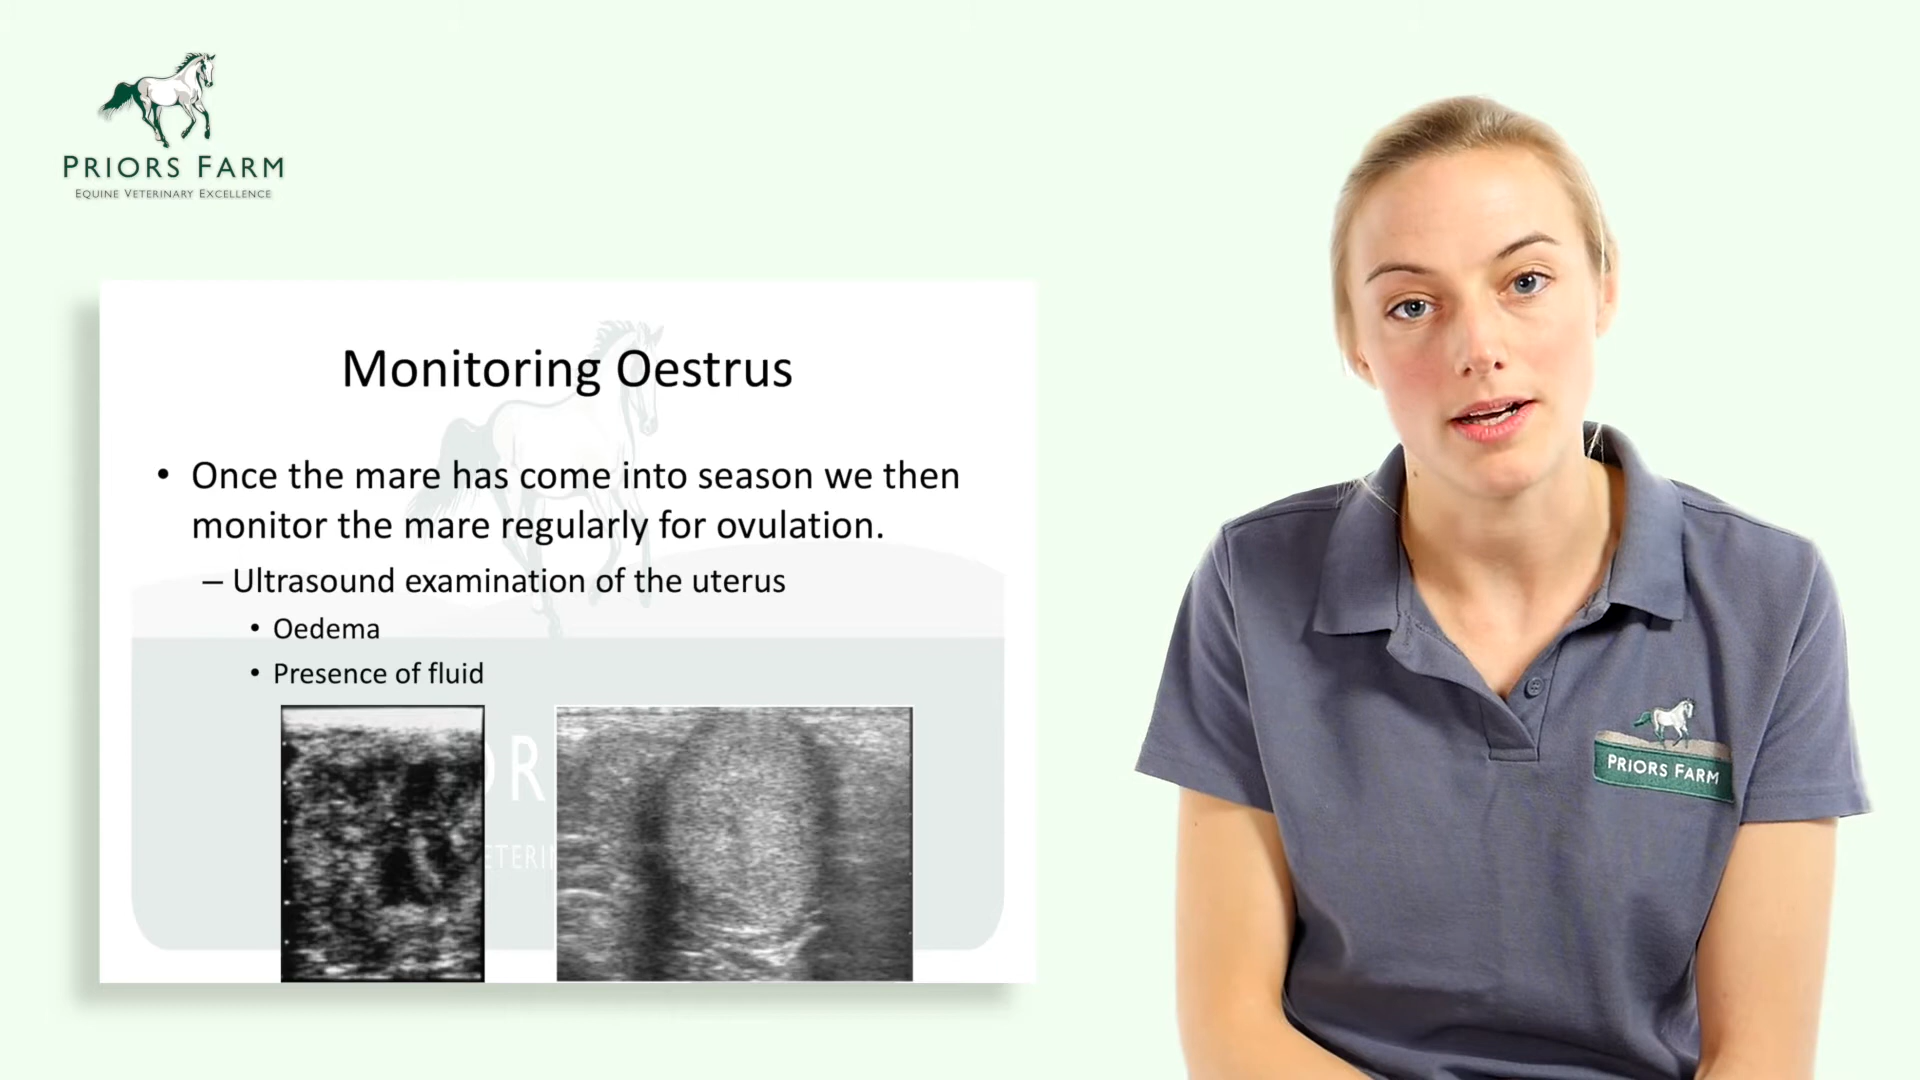 PRIORS FARM
EQUINE VETERINARY EXCELLENCE
Monitoring Oestrus
• Once the mare has come into season we then
monitor the mare regularly for ovulation.
– Ultrasound examination of the uterus
• Oedema
• Presence of fluid
PRIORS FARM